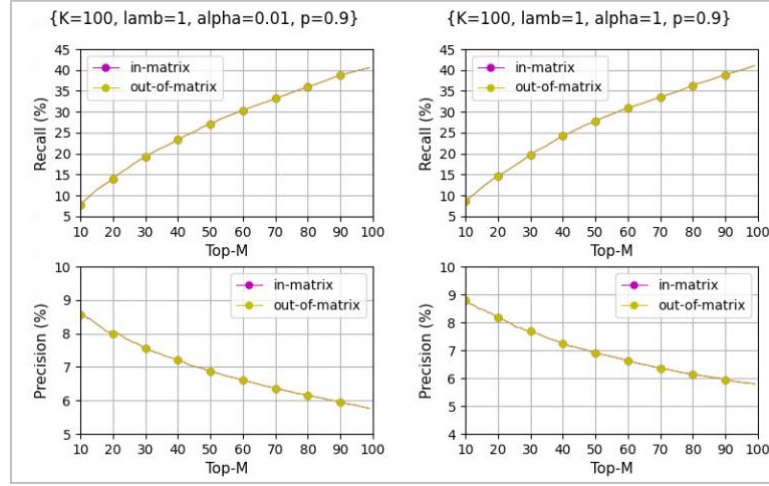 {K=100, lamb=1, alpha=0.01, p=0.9}
45
40
35
30
25
20
15
10
5
Recall (%)
in-matrix
out-of-matrix
10 20 30 40 50 60 70 80 90 100
Top-M
{K=100, lamb=1, alpha=1, p=0.9}
45
40
35
30
25
20
15
10
5
Recall (%)
in-matrix
out-of-matrix
10 20 30 40 50 60 70 80 90 100
Top-M
10
9
8
7
6
5
Precision (%)
in-matrix
out-of-matrix
10 20 30 40 50 60 70 80 90 100
Top-M
10
9
8
7
6
5
4
Precision (%)
in-matrix
out-of-matrix
10 20 30 40 50 60 70 80 90 100
Top-M